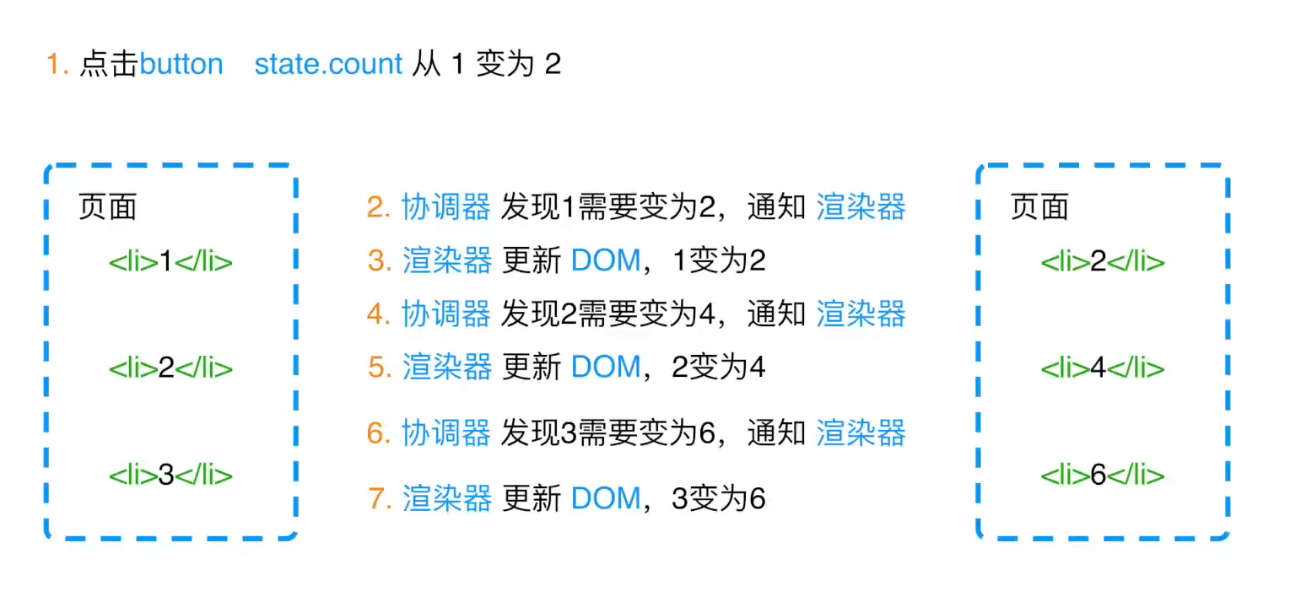 1. 点击button state.count 从 1 变为 2
页面
<li>1</li>
<li>2</li>
<li>3</li>
2. 协调器 发现1需要变为2，通知 渲染器
3. 渲染器 更新 DOM，1变为2
4. 协调器 发现2需要变为4，通知 渲染器
5. 渲染器 更新 DOM，2变为4
6. 协调器 发现3需要变为6，通知 渲染器
7. 渲染器 更新 DOM，3变为6
页面
<li>2</li>
<li>4</li>
<li>6</li>